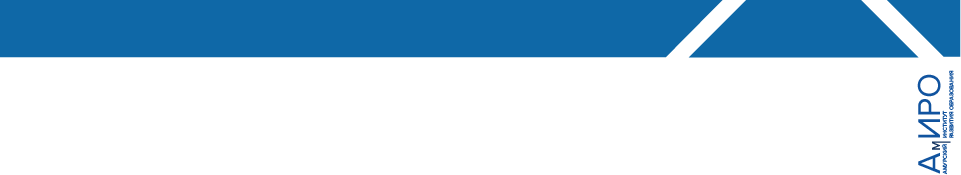 АмИРО
АМУРСКИЙ ИНСТИТУТ
РАЗВИТИЯ ОБРАЗОВАНИЯ